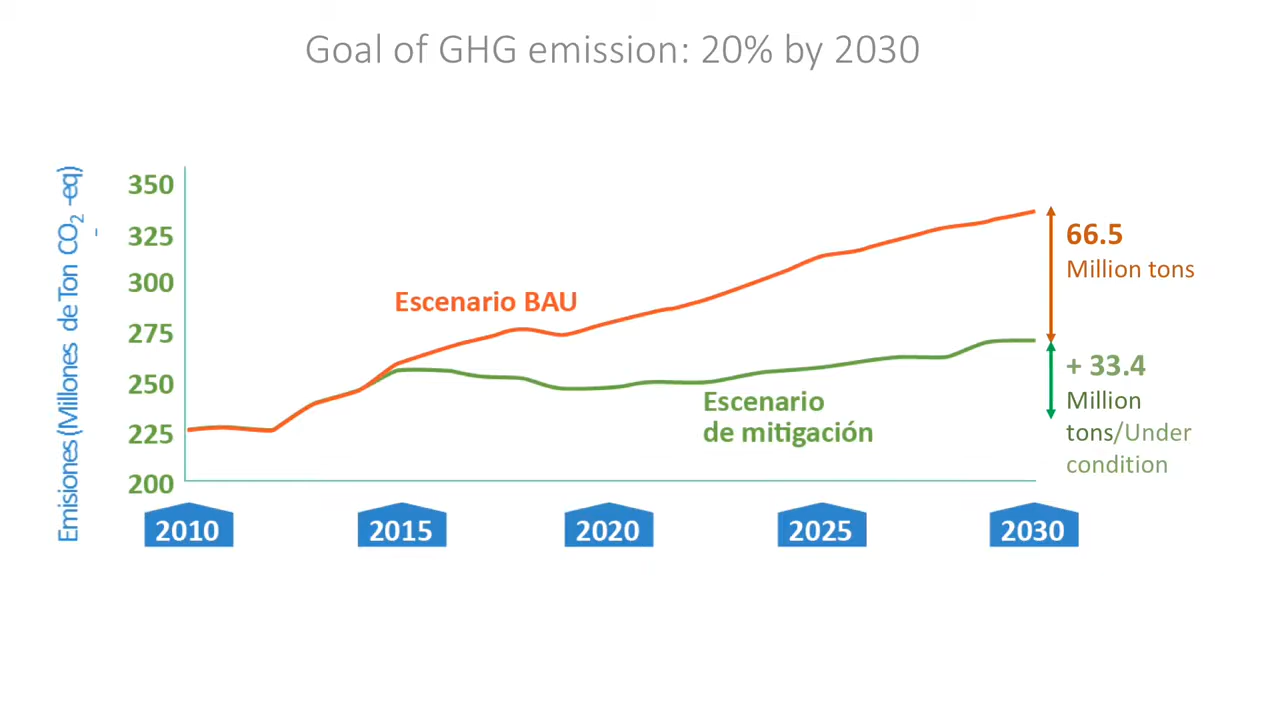 Goal of GHG emission: 20% by 2030
Emisiones (Millones de Ton CO₂ -eq)
350
325
300
275
250
225
200
Escenario BAU
Escenario
de mitigación
66.5
Million tons
+ 33.4
Million
tons/Under
condition
2010
2015
2020
2025
2030